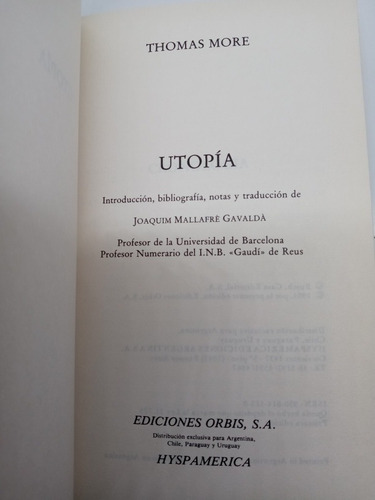 THOMAS MORE
UTOPÍA
Introducción, bibliografía, notas y traducción de
JOAQUIM MALLAFRÈ GAVALDÀ
Profesor de la Universidad de Barcelona
Profesor Numerario del I.N.B. «Gaudí» de Reus
EDICIONES ORBIS, S.A.
Distribución exclusiva para Argentina,
Chile, Paraguay y Uruguay
HYSPAMERICA